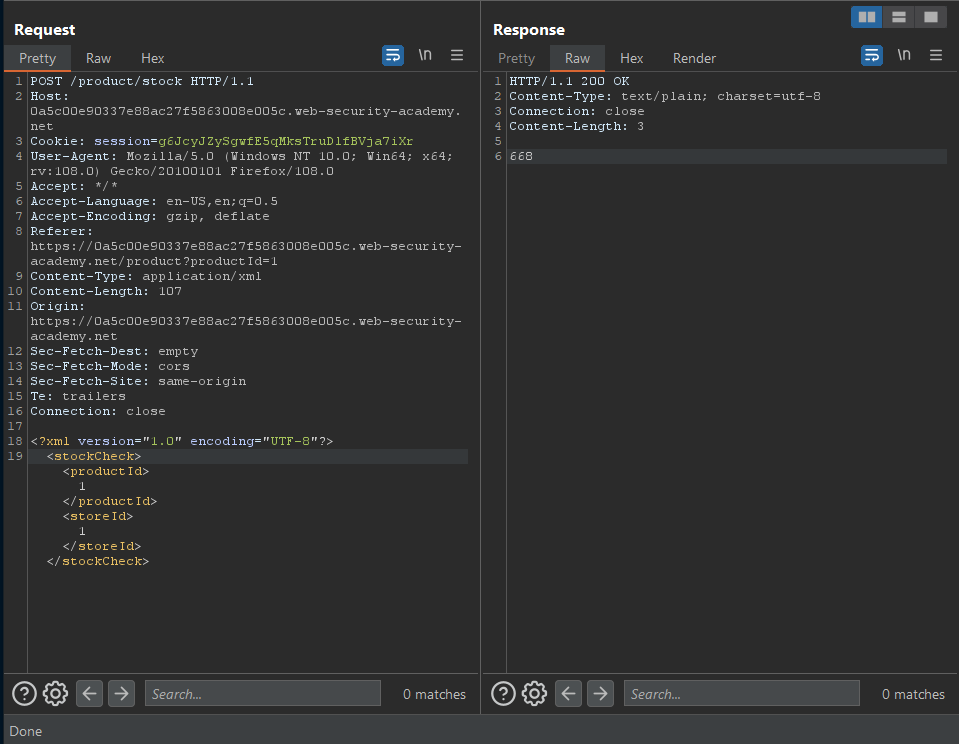 Request
Pretty Raw Hex \n
1 POST /product/stock HTTP/1.1
2 Host:
0a5c00e90337e88ac27f5863008e005c.web-security-academy.
net
3 Cookie: session=g6JcyJZySgwfE5qMksTruDlfBVja7iXr
4 User-Agent: Mozilla/5.0 (Windows NT 10.0; Win64; x64;
rv:108.0) Gecko/20100101 Firefox/108.0
5 Accept: */*
6 Accept-Language: en-US,en;q=0.5
7 Accept-Encoding: gzip, deflate
8 Referer:
https://0a5c00e90337e88ac27f5863008e005c.web-security-
academy.net/product?productId=1
9 Content-Type: application/xml
10 Content-Length: 107
11 Origin:
https://0a5c00e90337e88ac27f5863008e005c.web-security-
academy.net
12 Sec-Fetch-Dest: empty
13 Sec-Fetch-Mode: cors
14 Sec-Fetch-Site: same-origin
15 Te: trailers
16 Connection: close
17
18 <?xml version="1.0" encoding="UTF-8"?>
19 <stockCheck>
<productId>
1
</productId>
<storeId>
1
</storeId>
</stockCheck>
Search...
0 matches
Response
Pretty Raw Hex Render \n
1 HTTP/1.1 200 OK
2 Content-Type: text/plain; charset=utf-8
3 Connection: close
4 Content-Length: 3
5
6 668
Search...
0 matches
Done